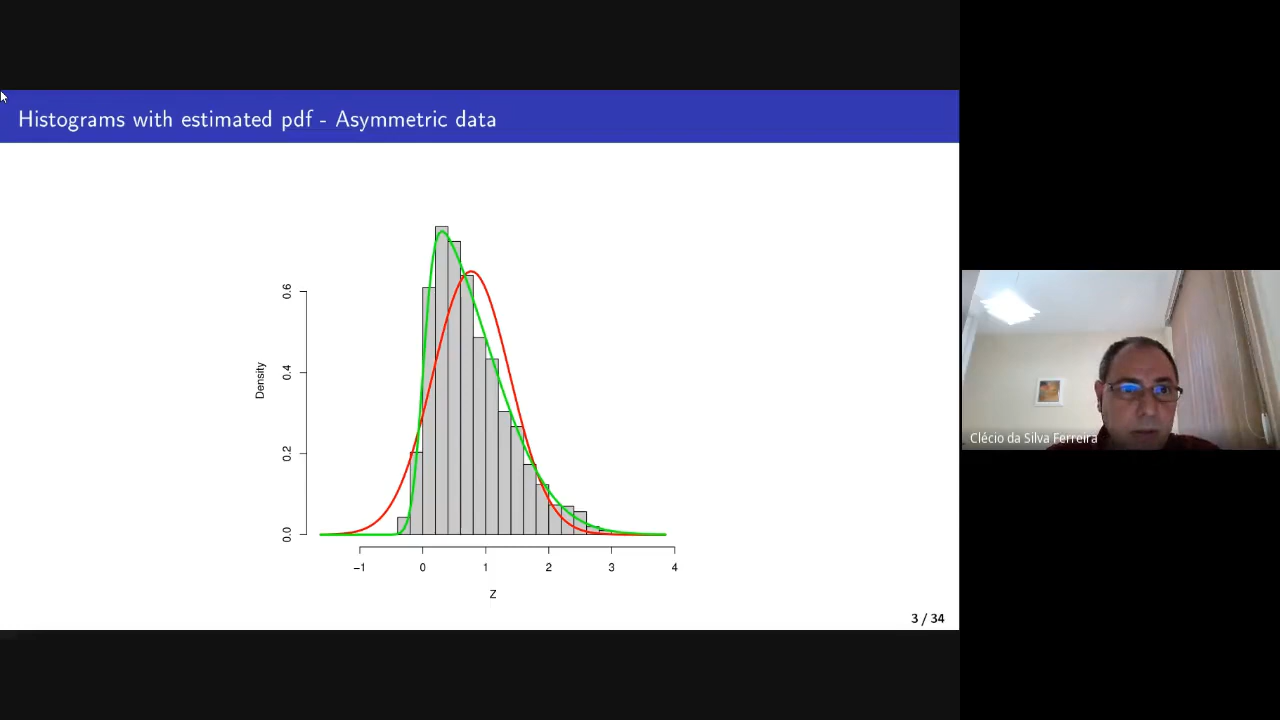 Histograms with estimated pdf - Asymmetric data
0.6
0.4
0.2
0.0
Density
−1 0 1 2 3 4
Z
3 / 34
Clécio da Silva Ferreira